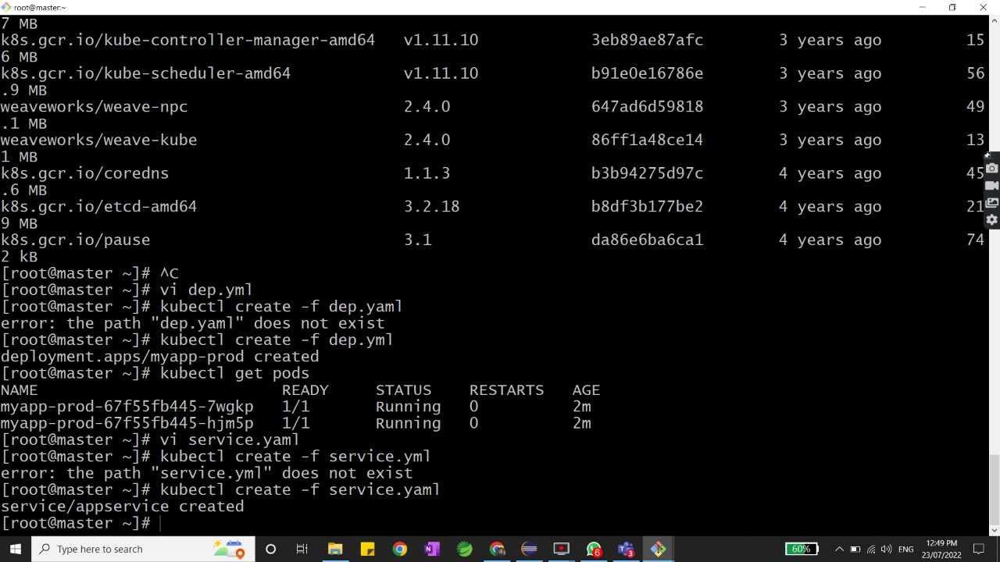 root@master:~
7 MB
k8s.gcr.io/kube-controller-manager-amd64 v1.11.10 3eb89ae87afc 3 years ago 15
6 MB
k8s.gcr.io/kube-scheduler-amd64 v1.11.10 b91e0e16786e 3 years ago 56
.9 MB
weaveworks/weave-npc 2.4.0 647ad6d59818 3 years ago 49
.1 MB
weaveworks/weave-kube 2.4.0 86ff1a48ce14 3 years ago 13
1 MB
k8s.gcr.io/coredns 1.1.3 b3b94275d97c 4 years ago 45
.6 MB
k8s.gcr.io/etcd-amd64 3.2.18 b8df3b177be2 4 years ago 21
9 MB
k8s.gcr.io/pause 3.1 da86e6ba6ca1 4 years ago 74
2 kB
[root@master ~]# ^C
[root@master ~]# vi dep.yml
[root@master ~]# kubectl create -f dep.yaml
error: the path "dep.yaml" does not exist
[root@master ~]# kubectl create -f dep.yml
deployment.apps/myapp-prod created
[root@master ~]# kubectl get pods
NAME READY STATUS RESTARTS AGE
myapp-prod-67f55fb445-7wgkp 1/1 Running 0 2m
myapp-prod-67f55fb445-hjm5p 1/1 Running 0 2m
[root@master ~]# vi service.yaml
[root@master ~]# kubectl create -f service.yml
error: the path "service.yml" does not exist
[root@master ~]# kubectl create -f service.yaml
service/appservice created
[root@master ~]#
Type here to search
6
3
60%
ENG
12:49 PM
23/07/2022